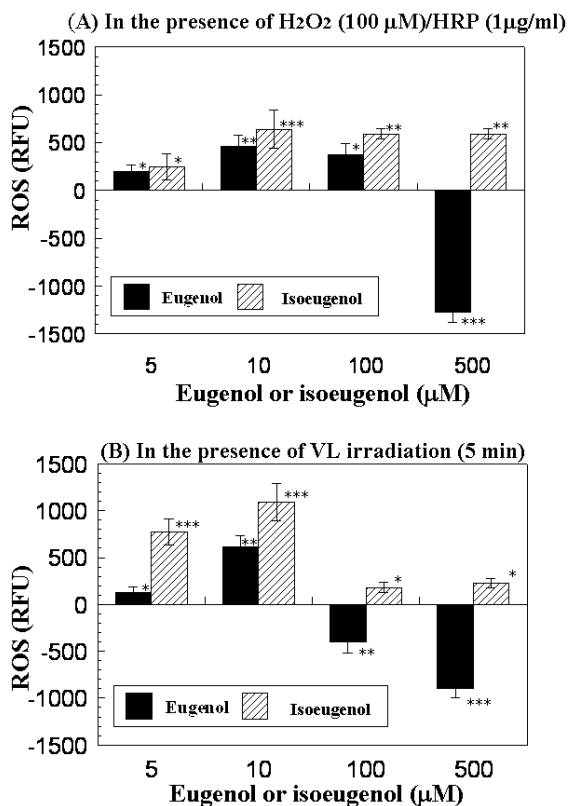 (A) In the presence of H2O2 (100 μM)/HRP (1μg/ml)
1500
1000
500
0
-500
-1000
-1500
ROS (RFU)
* * ** *** * ** *** **
Eugenol Isoeugenol
5 10 100 500
Eugenol or isoeugenol (μM)
(B) In the presence of VL irradiation (5 min)
1500
1000
500
0
-500
-1000
-1500
ROS (RFU)
* *** ** *** ** * *** *
Eugenol Isoeugenol
5 10 100 500
Eugenol or isoeugenol (μM)